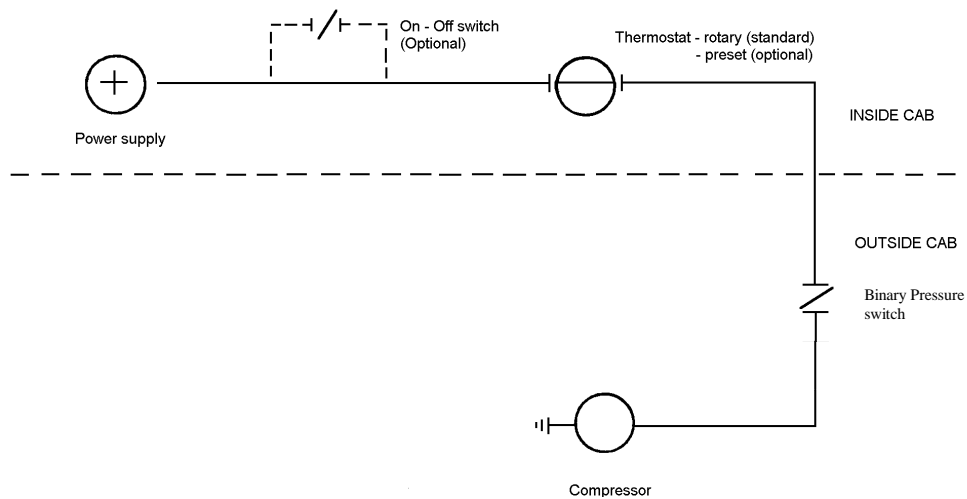 On - Off switch
(Optional)
Thermostat - rotary (standard)
- preset (optional)
Power supply
INSIDE CAB
OUTSIDE CAB
Binary Pressure
switch
Compressor